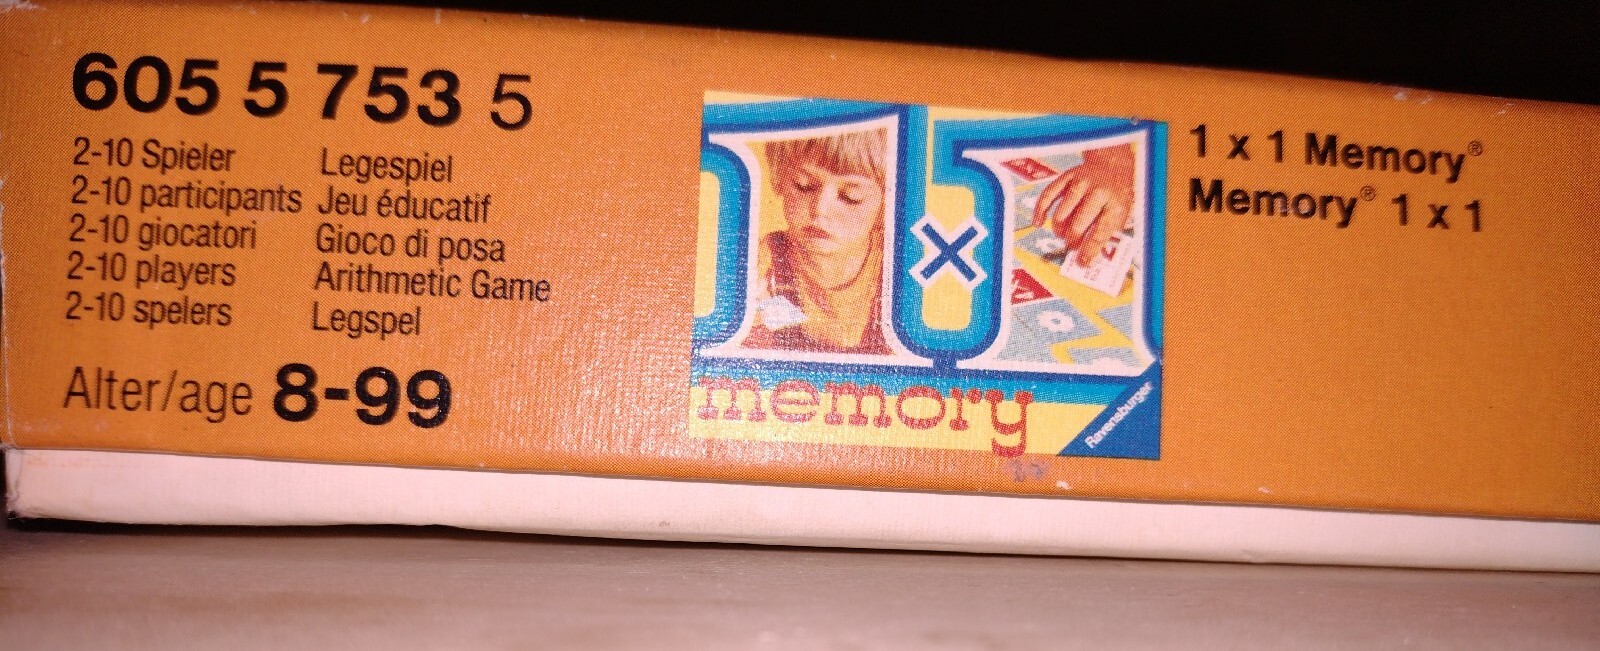 605 5 753 5
2-10 Spieler Legespiel
2-10 participants Jeu éducatif
2-10 giocatori Gioco di posa
2-10 players Arithmetic Game
2-10 spelers Legspel
Alter/age 8-99
1x1
memory
Ravensburger
1 x 1 Memory®
Memory® 1 x 1